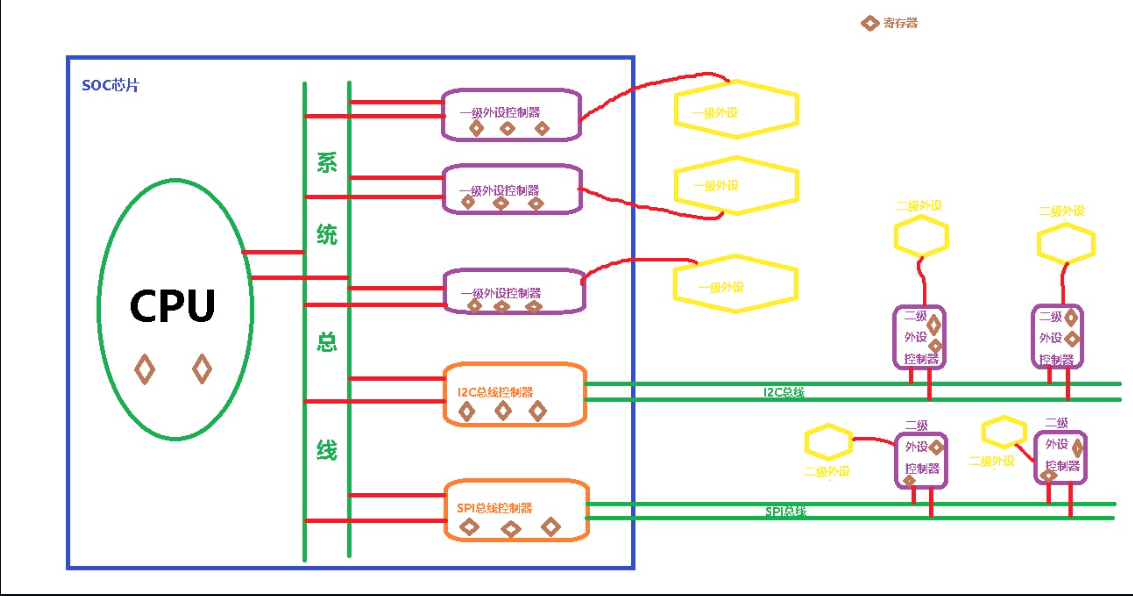 寄存器
SOC芯片
一级外设控制器
一级外设
系
统
总
线
一级外设控制器
一级外设
二级外设
二级外设
CPU
一级外设控制器
一级外设
二级
外设
控制器
二级
外设
控制器
I2C总线控制器
I2C总线
二级
外设
控制器
二级外设
二级
外设
控制器
二级外设
SPI总线控制器
SPI总线